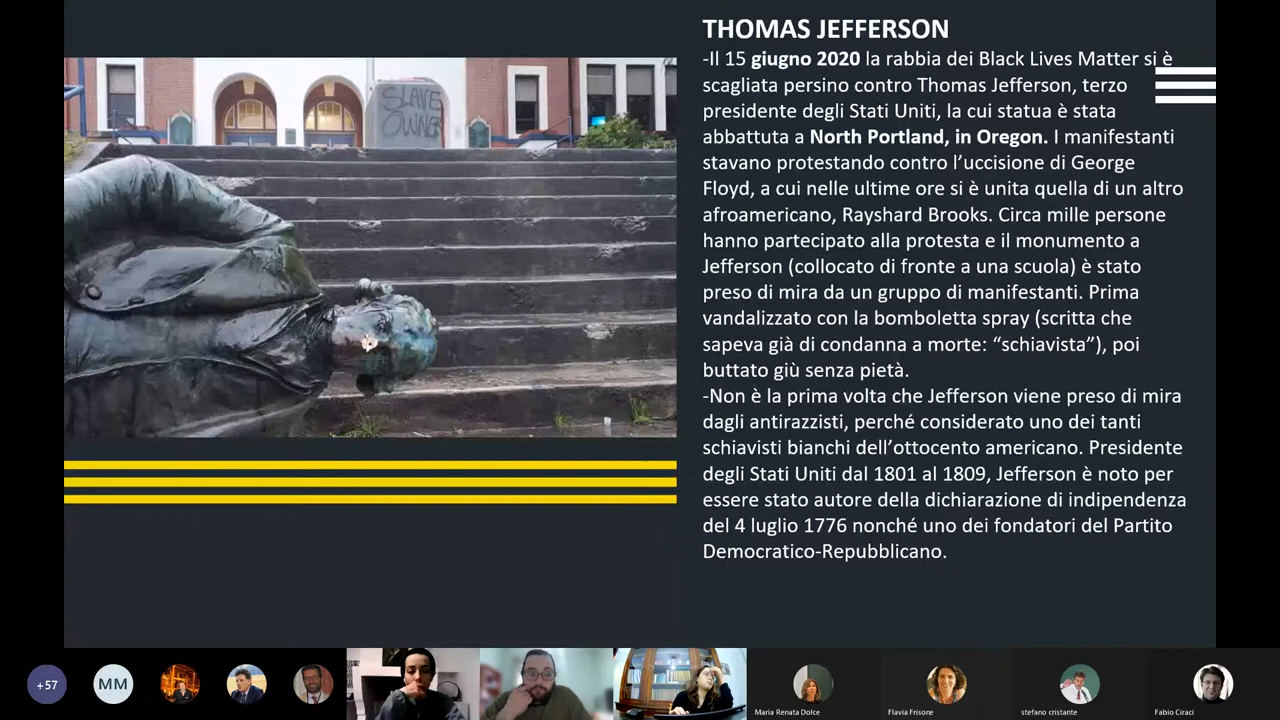 THOMAS JEFFERSON
-Il 15 giugno 2020 la rabbia dei Black Lives Matter si è
scagliata persino contro Thomas Jefferson, terzo
presidente degli Stati Uniti, la cui statua è stata
abbattuta a North Portland, in Oregon. I manifestanti
stavano protestando contro l'uccisione di George
Floyd, a cui nelle ultime ore si è unita quella di un altro
afroamericano, Rayshard Brooks. Circa mille persone
hanno partecipato alla protesta e il monumento a
Jefferson (collocato di fronte a una scuola) è stato
preso di mira da un gruppo di manifestanti. Prima
vandalizzato con la bomboletta spray (scritta che
sapeva già di condanna a morte: “schiavista”), poi
buttato giù senza pietà.
-Non è la prima volta che Jefferson viene preso di mira
dagli antirazzisti, perché considerato uno dei tanti
schiavisti bianchi dell'ottocento americano. Presidente
degli Stati Uniti dal 1801 al 1809, Jefferson è noto per
essere stato autore della dichiarazione di indipendenza
del 4 luglio 1776 nonché uno dei fondatori del Partito
Democratico-Repubblicano.
SLAVE
OWNER
+57
MM
Maria Renata Dolce
Flavia Frisone
stefano cristante
Fabio Ciraci